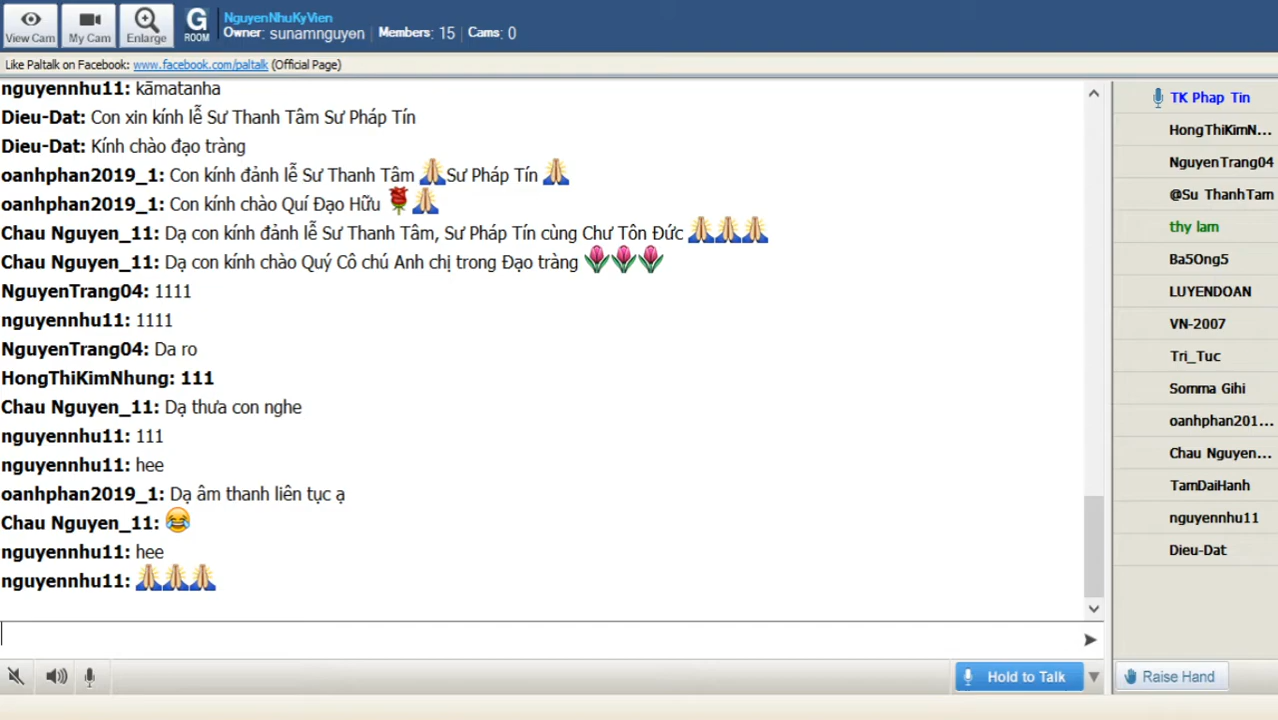 View Cam
My Cam
Enlarge
G ROOM
NguyenNhuKyVien
Owner: sunamnguyen | Members: 15 | Cams: 0
Like Paltalk on Facebook: www.facebook.com/paltalk (Official Page)
nguyennhu11: kāmatanha
Dieu-Dat: Con xin kính lễ Sư Thanh Tâm Sư Pháp Tín
Dieu-Dat: Kính chào đạo tràng
oanhphan2019_1: Con kính đảnh lễ Sư Thanh Tâm 🙏Sư Pháp Tín 🙏
oanhphan2019_1: Con kính chào Quí Đạo Hữu 🌹🙏
Chau Nguyen_11: Dạ con kính đảnh lễ Sư Thanh Tâm, Sư Pháp Tín cùng Chư Tôn Đức 🙏🙏🙏
Chau Nguyen_11: Dạ con kính chào Quý Cô chú Anh chị trong Đạo tràng 🌷🌷🌷
NguyenTrang04: 1111
nguyennhu11: 1111
NguyenTrang04: Da ro
HongThiKimNhung: 111
Chau Nguyen_11: Dạ thưa con nghe
nguyennhu11: 111
nguyennhu11: hee
oanhphan2019_1: Dạ âm thanh liên tục ạ
Chau Nguyen_11: 😂
nguyennhu11: hee
nguyennhu11: 🙏🙏🙏
Hold to Talk
TK Phap Tin
HongThiKimN...
NguyenTrang04
@Su ThanhTam
thy lam
Ba5Ong5
LUYENDOAN
VN-2007
Tri_Tuc
Somma Gihi
oanhphan201...
Chau Nguyen...
TamDaiHanh
nguyennhu11
Dieu-Dat
Raise Hand